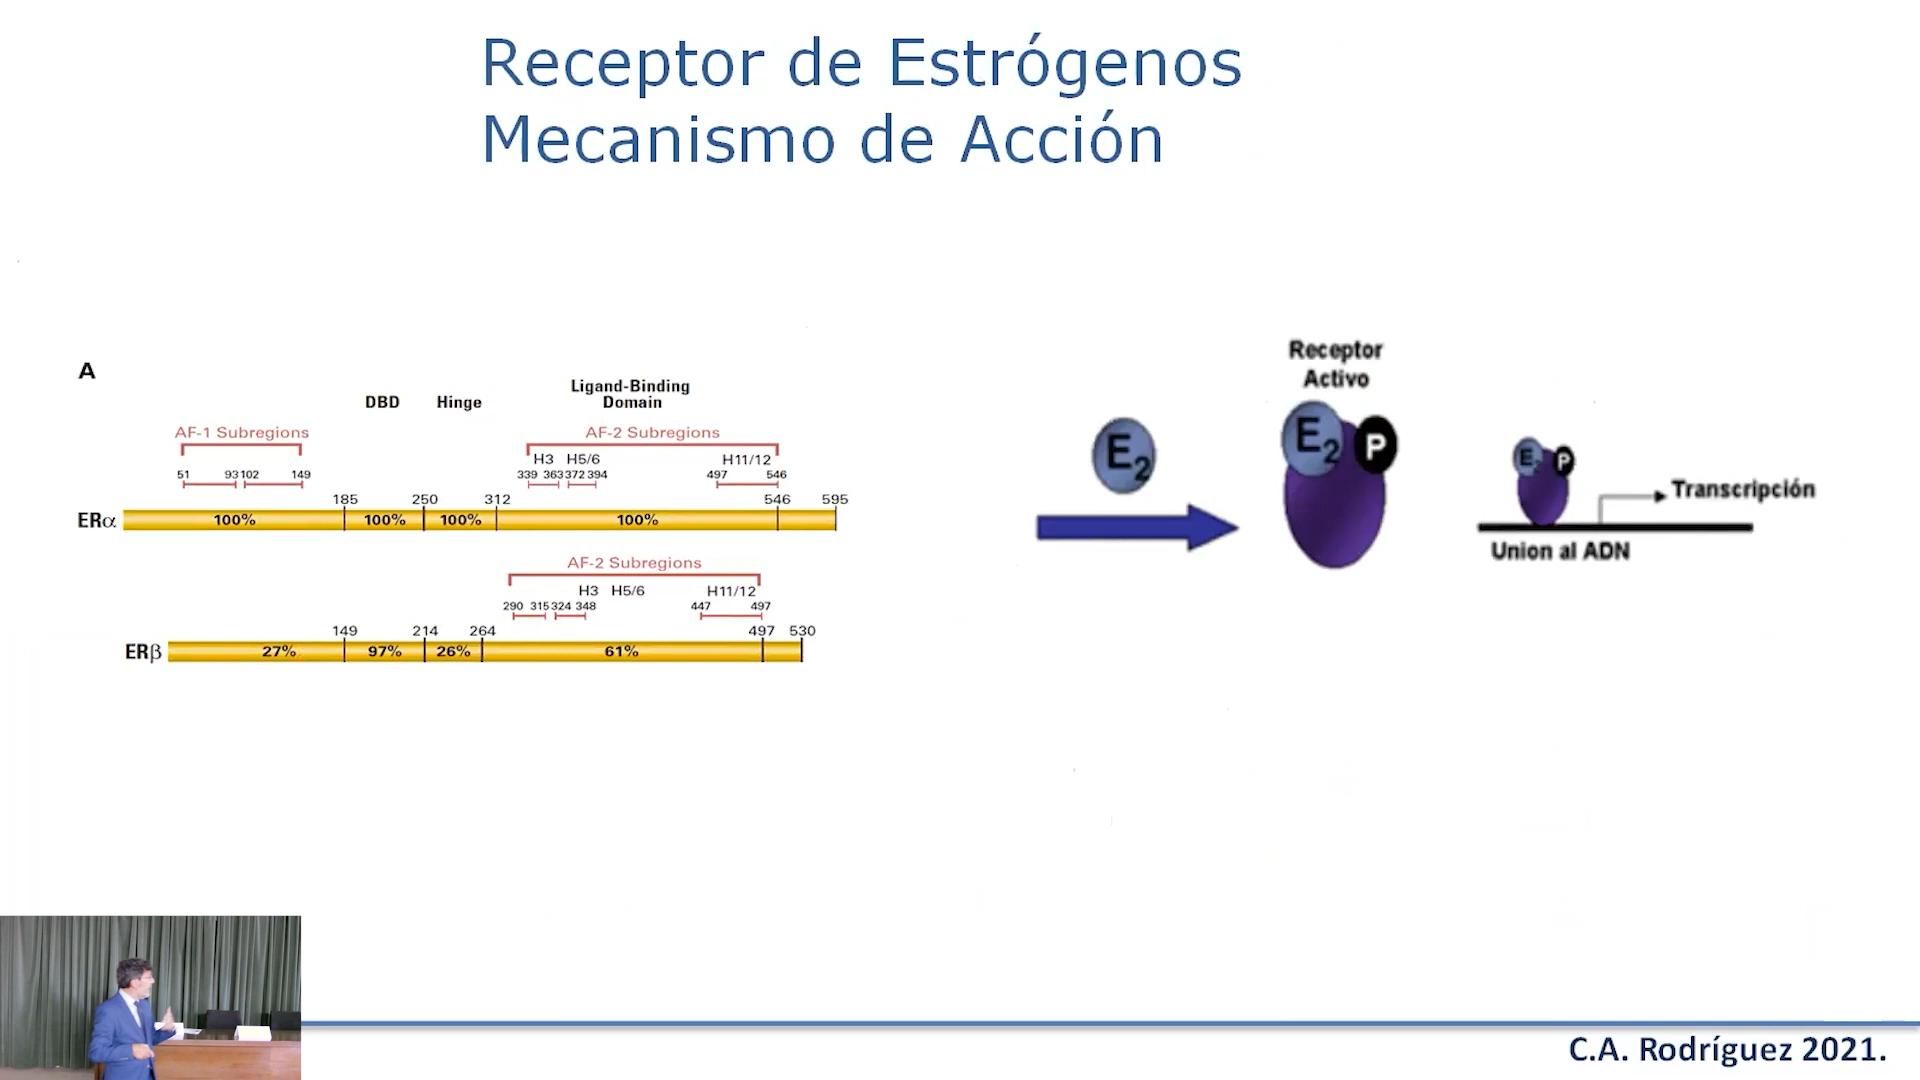 Receptor de Estrógenos
Mecanismo de Acción
A
DBD Hinge Ligand-Binding
Domain
AF-1 Subregions AF-2 Subregions
H3 H5/6 H11/12
51 93 102 149 339 363 372 394 497 546
185 250 312 546 595
ERα 100% 100% 100% 100%
AF-2 Subregions
H3 H5/6 H11/12
290 315 324 348 447 497
149 214 264 497 530
ERβ 27% 97% 26% 61%
Receptor
Activo
E2
E2 P
E2 P
Transcripción
Union al ADN
C.A. Rodríguez 2021.